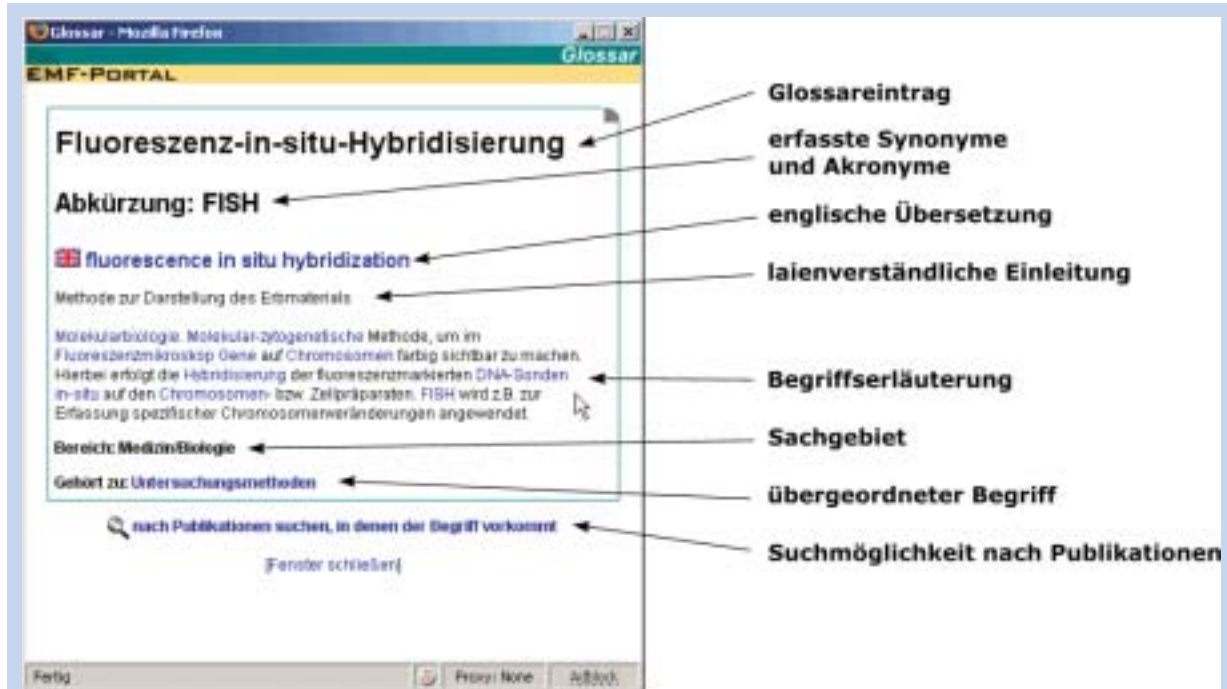 Glossar - Mozilla Firefox
Glossar
EMF-PORTAL
Fluoreszenz-in-situ-Hybridisierung
Abkürzung: FISH
fluorescence in situ hybridization
Methode zur Darstellung des Erbmaterials
Molekularbiologie. Molekular-zytogenetische Methode, um im
Fluoreszenzmikroskop Gene auf Chromosomen farbig sichtbar zu machen.
Hierbei erfolgt die Hybridisierung der fluoreszenzmarkierten DNA-Sonden
in-situ auf den Chromosomen- bzw. Zellpräparaten. FISH wird z.B. zur
Erfassung spezifischer Chromosomenveränderungen angewendet.
Bereich: Medizin/Biologie
Gehört zu: Untersuchungsmethoden
nach Publikationen suchen, in denen der Begriff vorkommt
[Fenster schließen]
Fertig
Proxy: None
Adblock
Glossareintrag
erfasste Synonyme
und Akronyme
englische Übersetzung
laienverständliche Einleitung
Begriffserläuterung
Sachgebiet
übergeordneter Begriff
Suchmöglichkeit nach Publikationen